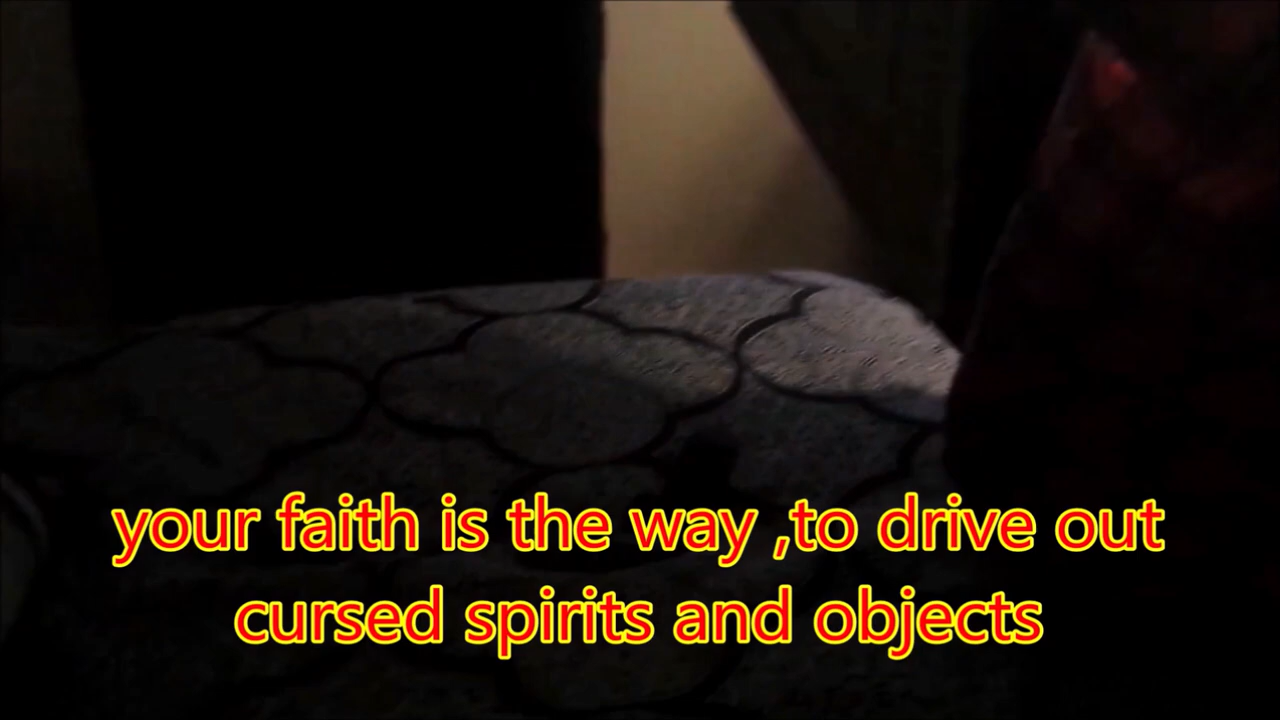 your faith is the way ,to drive out
cursed spirits and objects